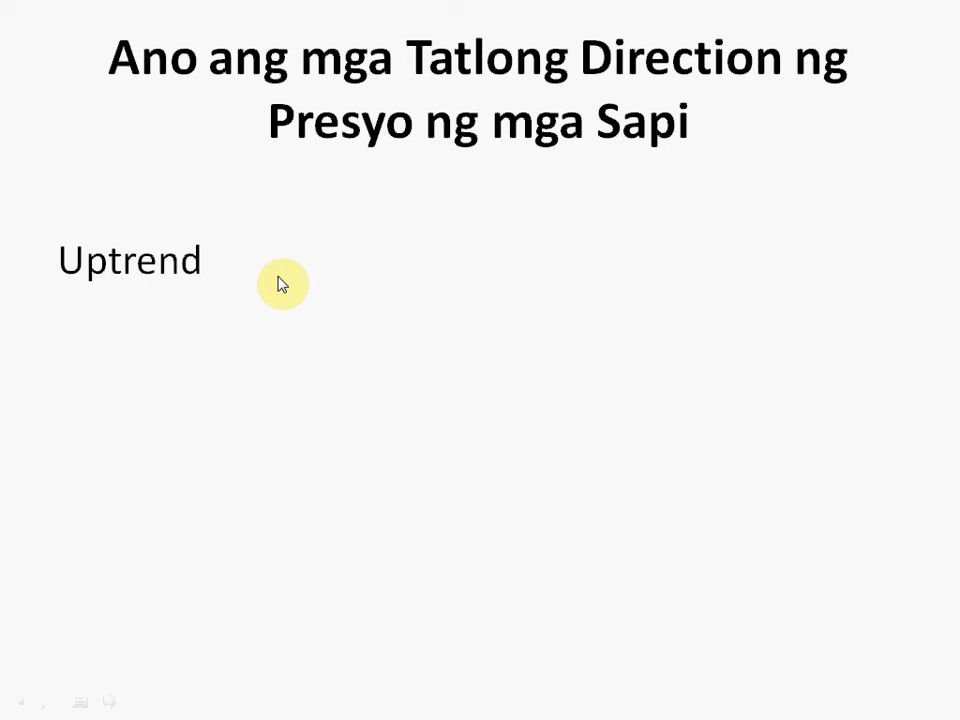 Ano ang mga Tatlong Direction ng
Presyo ng mga Sapi
Uptrend